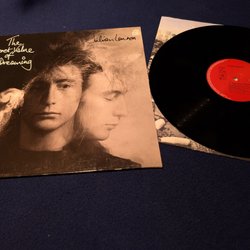 The
Secret Value
of
Daydreaming
Julian Lennon